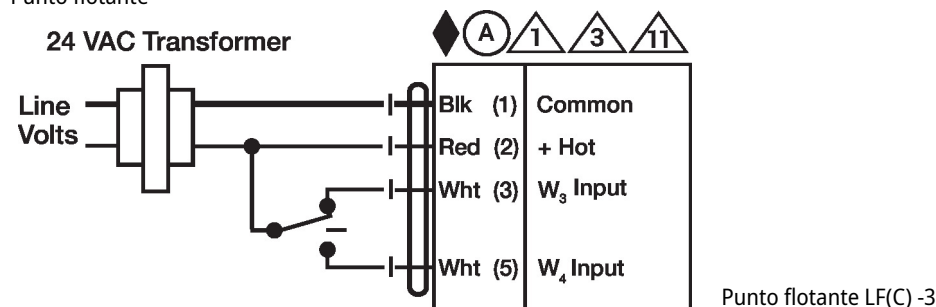 Punto flotante
24 VAC Transformer
A 1 3 11
Line
Volts
Blk (1) Common
Red (2) + Hot
Wht (3) W3 Input
Wht (5) W4 Input
Punto flotante LF(C) -3